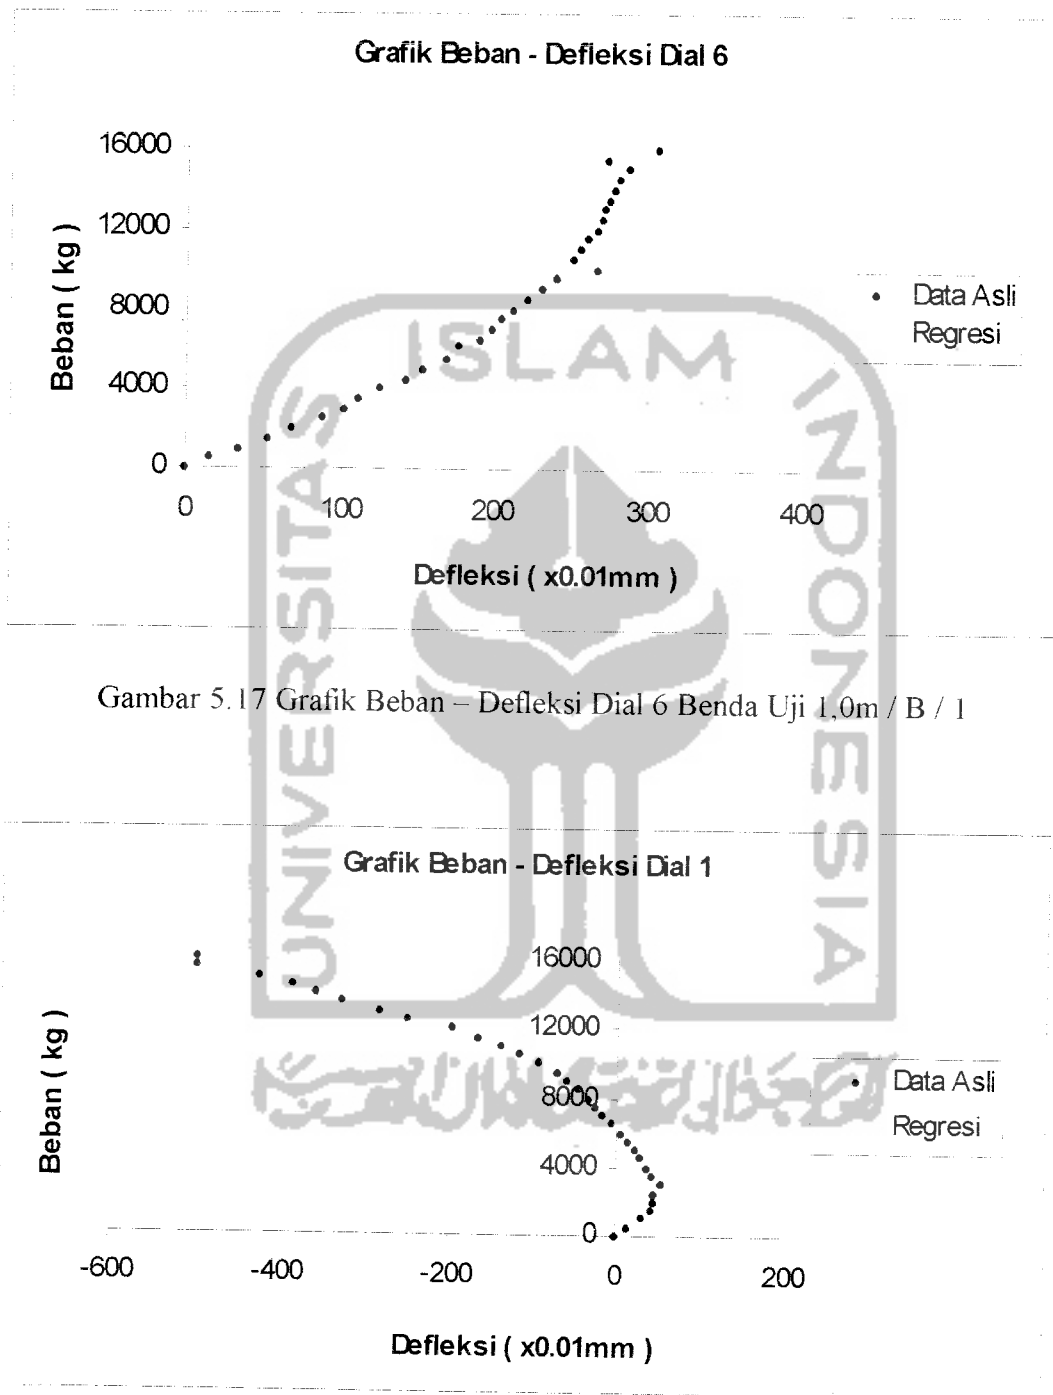 Grafik Beban - Defleksi Dial 6
16000
12000
8000
4000
0
Beban ( kg )
0 100 200 300 400
Defleksi ( x0.01mm )
Data Asli
Regresi
ISLAM
UNIVERSITAS
INDONESIA
Gambar 5.17 Grafik Beban – Defleksi Dial 6 Benda Uji 1,0m / B / 1
Grafik Beban - Defleksi Dial 1
16000
12000
8000
4000
0
Beban ( kg )
-600 -400 -200 0 200
Defleksi ( x0.01mm )
Data Asli
Regresi